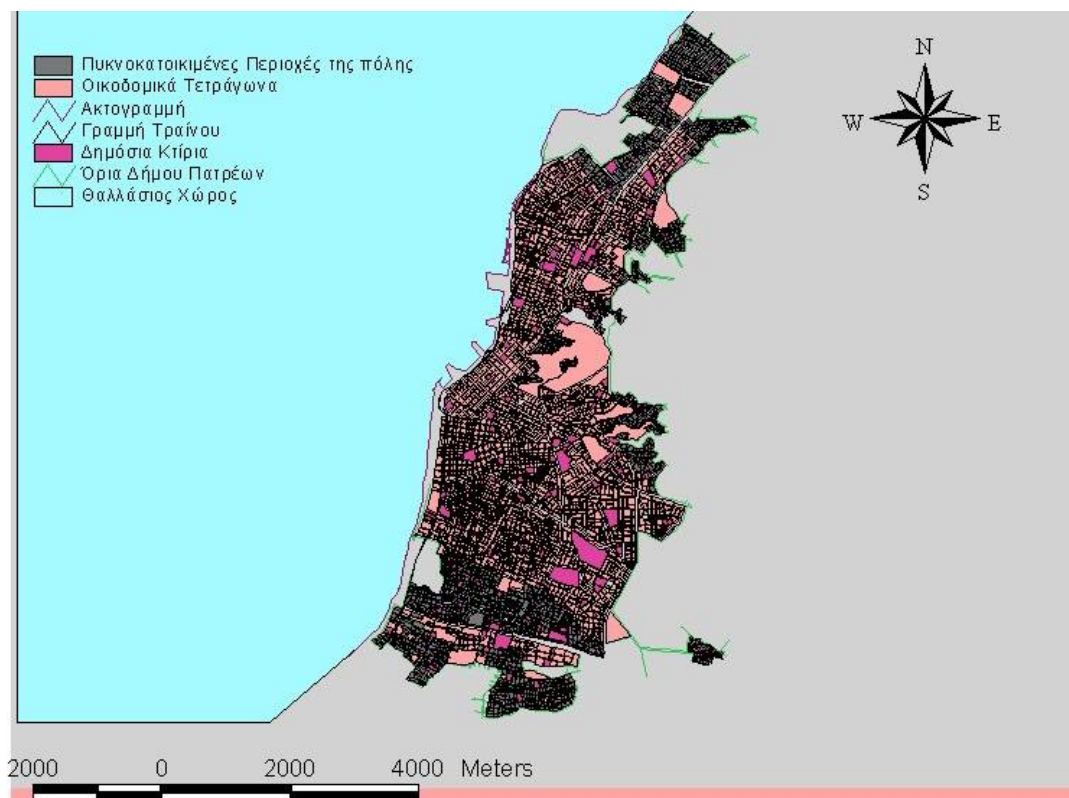 Πυκνοκατοικιμένες Περιοχές της πόλης
Οικοδομικά Τετράγωνα
Ακτογραμμή
Γραμμή Τραίνου
Δημόσια Κτίρια
Όρια Δήμου Πατρέων
Θαλλάσιος Χώρος
N
W E
S
2000 0 2000 4000 Meters